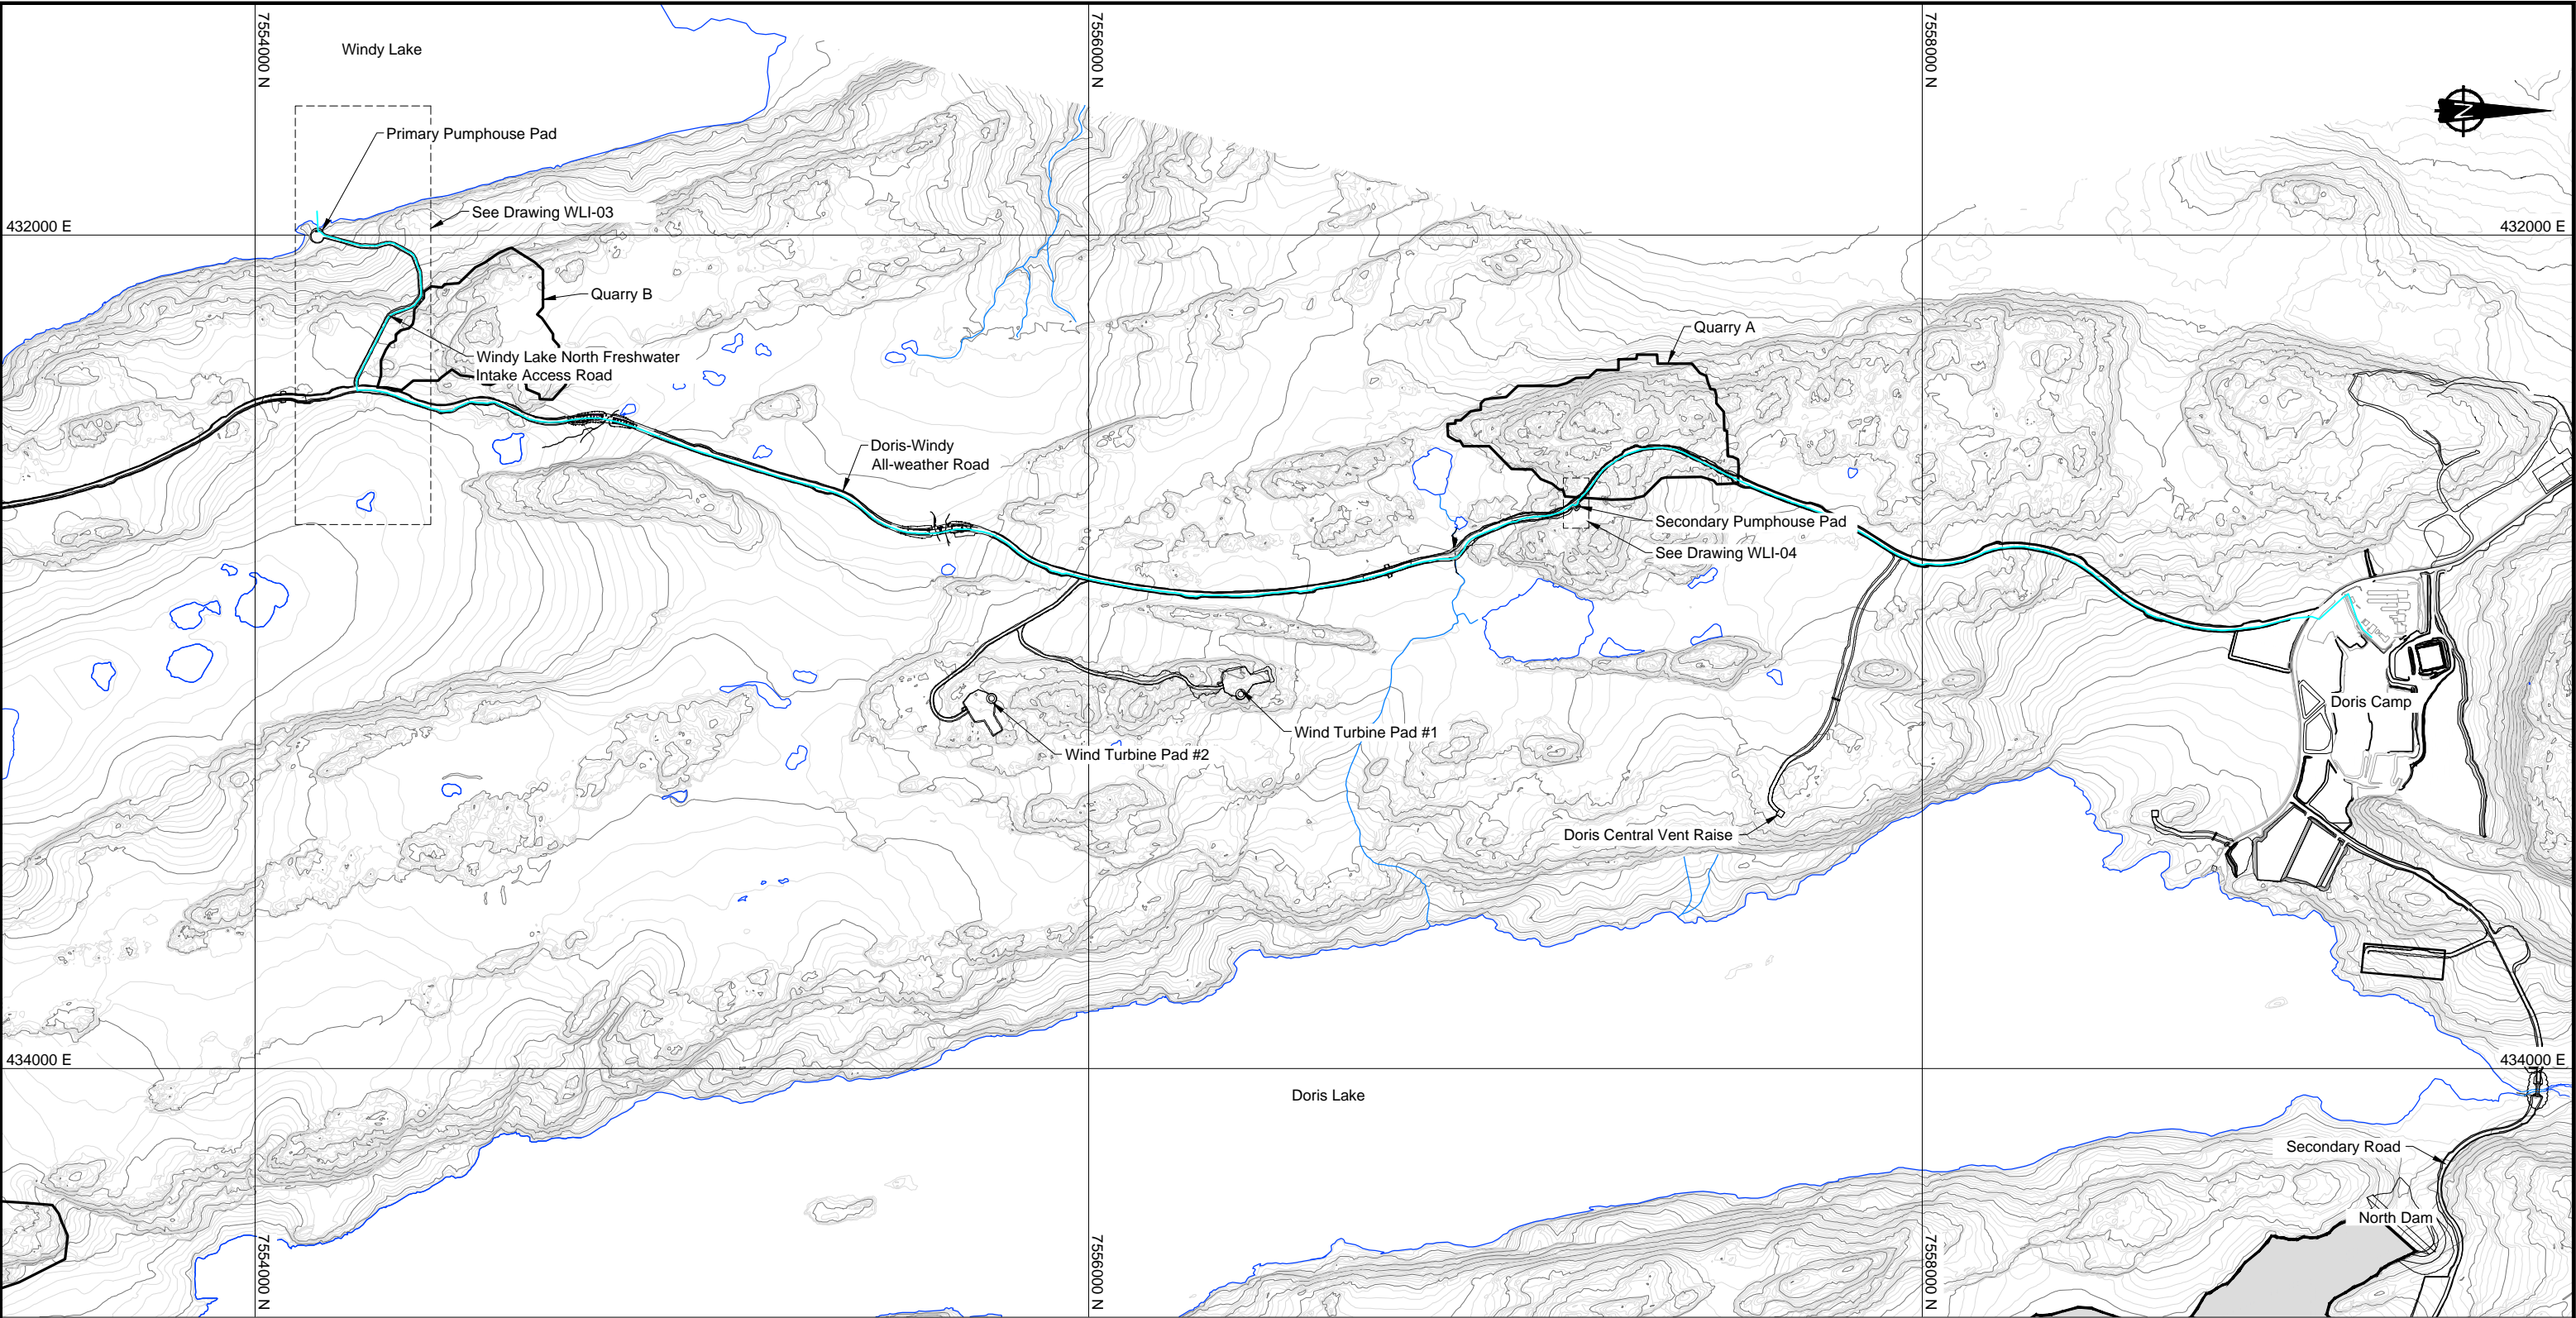 7554000 N
7556000 N
7558000 N
Windy Lake
N
Primary Pumphouse Pad
See Drawing WLI-03
432000 E
432000 E
Quarry B
Quarry A
Windy Lake North Freshwater
Intake Access Road
Doris-Windy
All-weather Road
Secondary Pumphouse Pad
See Drawing WLI-04
Doris Camp
Wind Turbine Pad #1
Wind Turbine Pad #2
Doris Central Vent Raise
434000 E
434000 E
Doris Lake
Secondary Road
North Dam
7554000 N
7556000 N
7558000 N